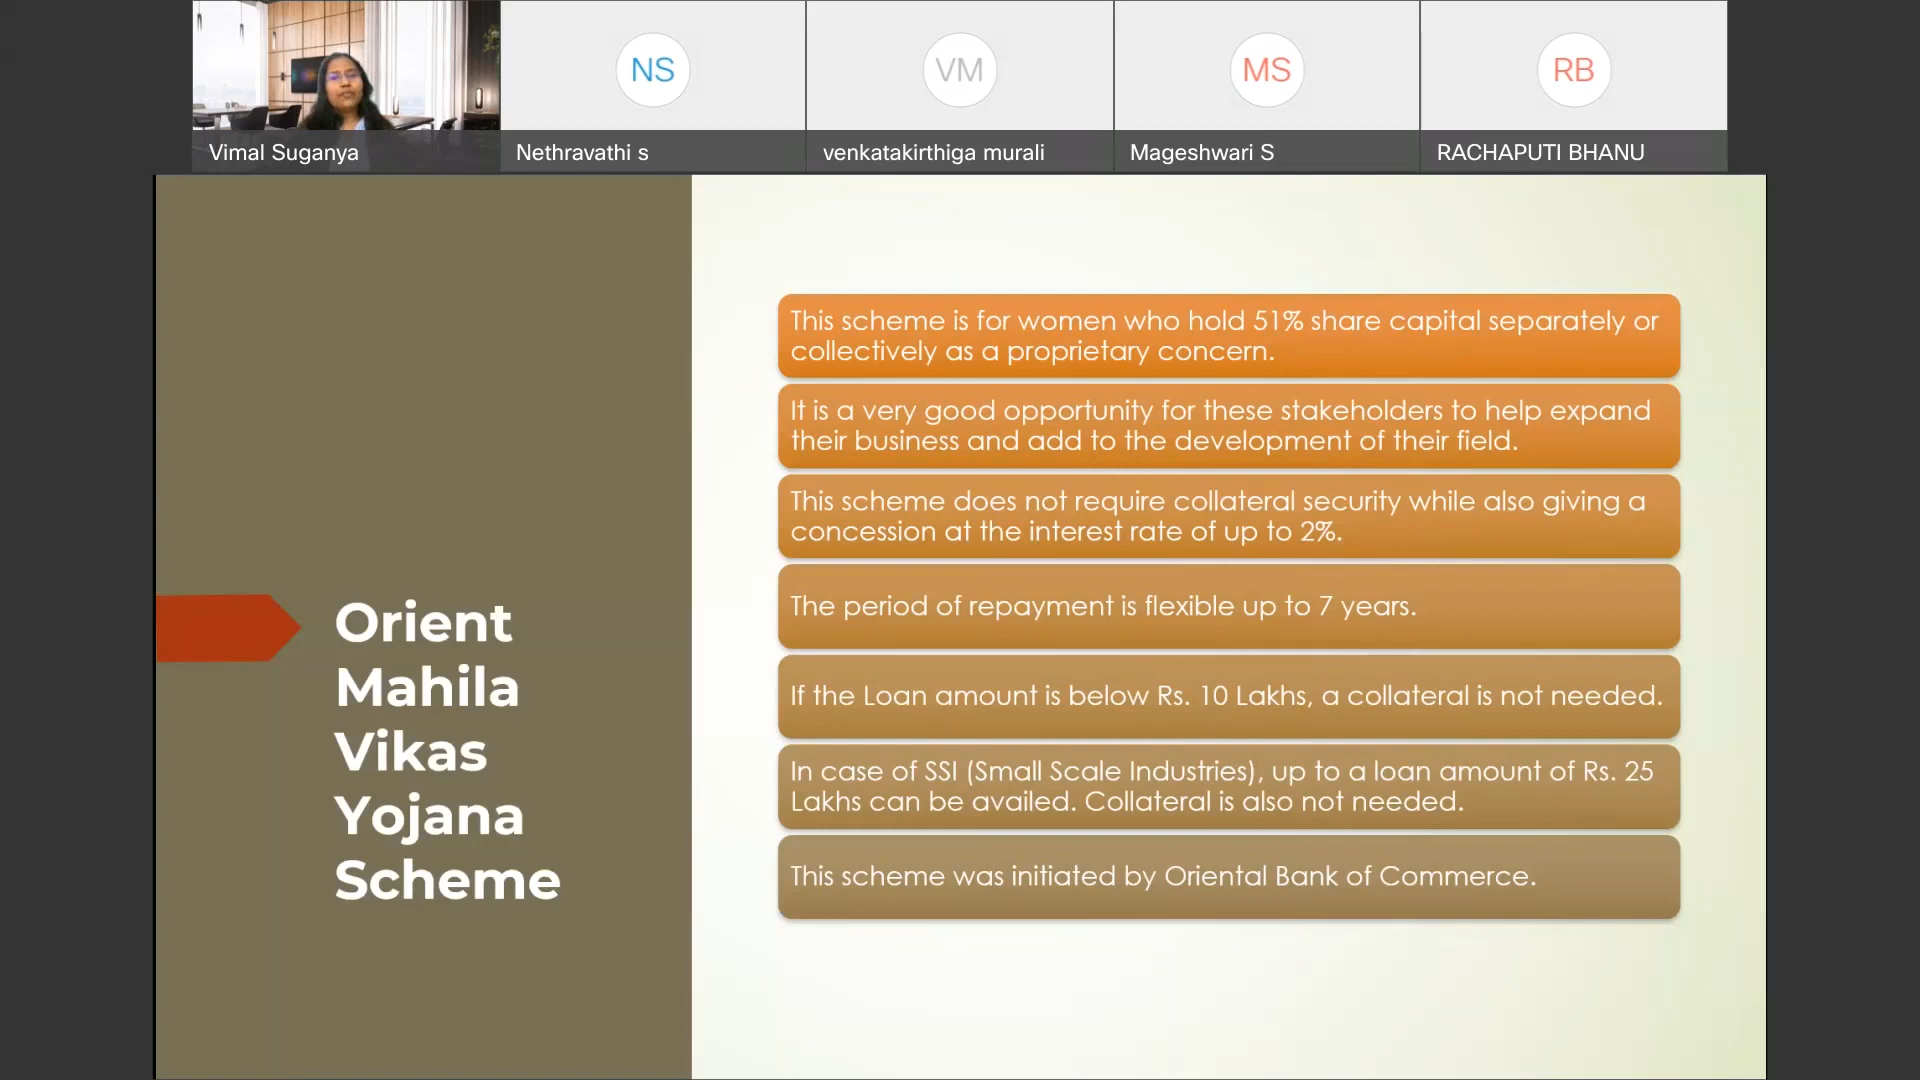 NS
VM
MS
RB
Vimal Suganya
Nethravathi s
venkatakirthiga murali
Mageshwari S
RACHAPUTI BHANU
Orient
Mahila
Vikas
Yojana
Scheme
This scheme is for women who hold 51% share capital separately or
collectively as a proprietary concern.
It is a very good opportunity for these stakeholders to help expand
their business and add to the development of their field.
This scheme does not require collateral security while also giving a
concession at the interest rate of up to 2%.
The period of repayment is flexible up to 7 years.
If the Loan amount is below Rs. 10 Lakhs, a collateral is not needed.
In case of SSI (Small Scale Industries), up to a loan amount of Rs. 25
Lakhs can be availed. Collateral is also not needed.
This scheme was initiated by Oriental Bank of Commerce.